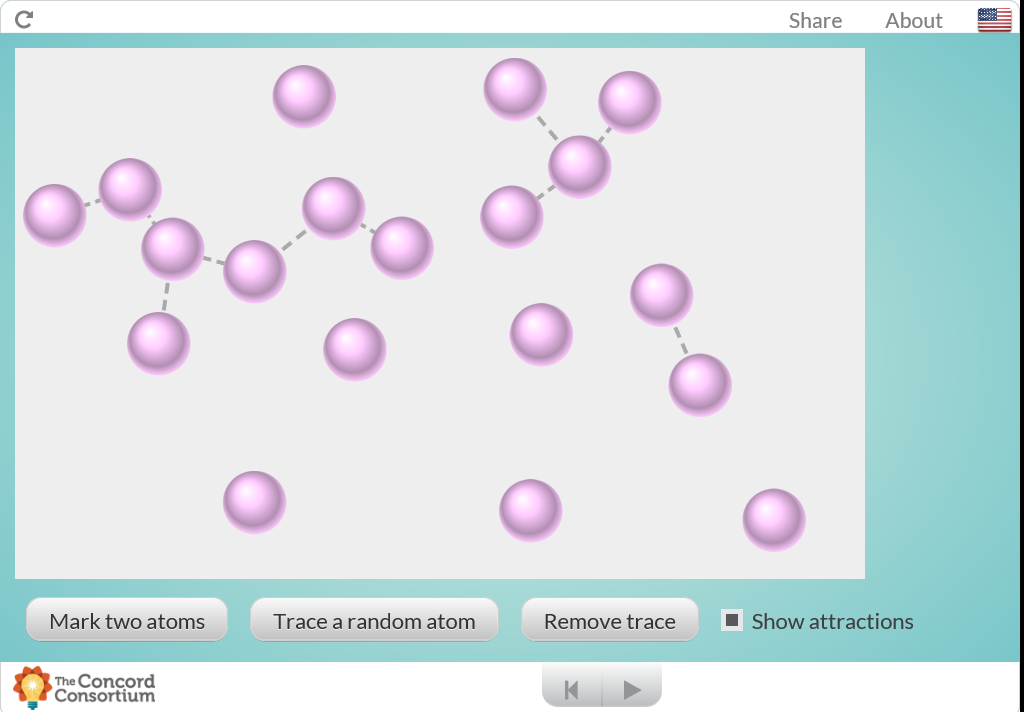 Share About
Mark two atoms Trace a random atom Remove trace Show attractions
The Concord
Consortium